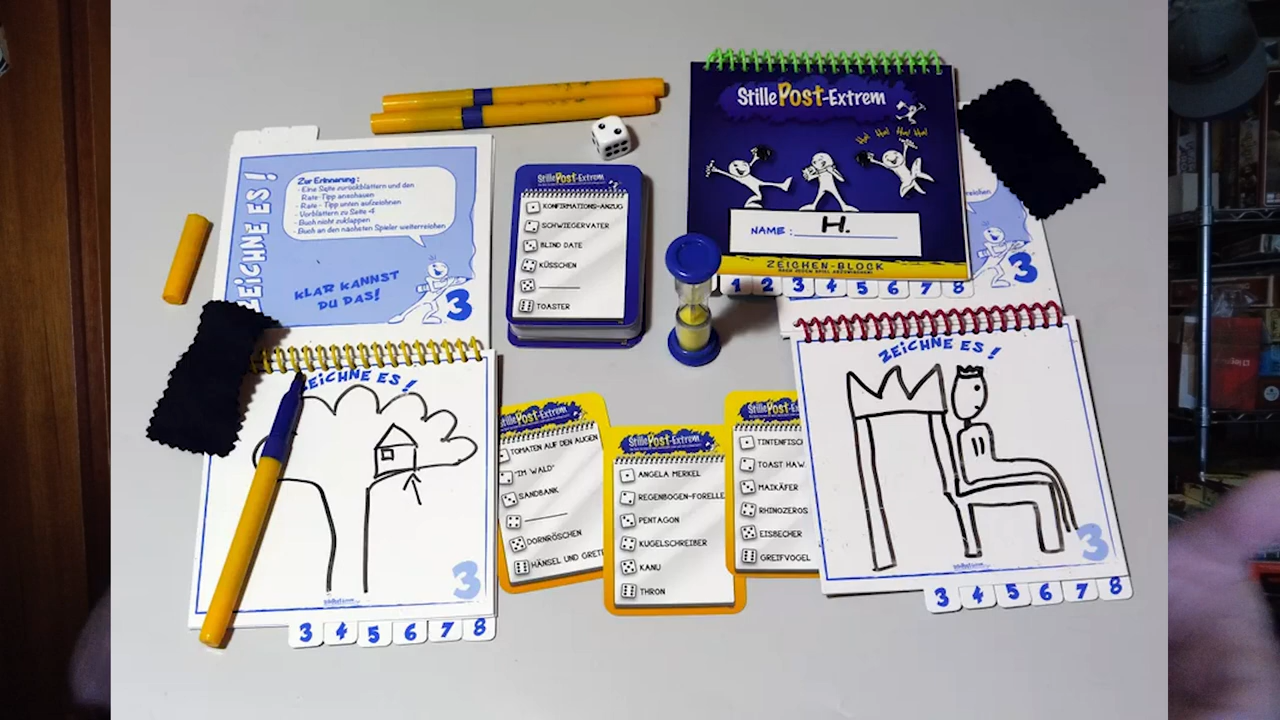 ZEICHNE ES!
Zur Erinnerung:
- Eine Seite zurückblättern und den
Rate-Tipp anschauen
- Rate-Tipp unten aufzeichnen
- Vorblättern zu Seite 4
- Buch nicht zuklappen
- Buch an den nächsten Spieler weiterreichen
KLAR KANNST
DU DAS!
3
StillePost-Extrem
KONFIRMATIONS-ANZUG
SCHWIEGERVATER
BLIND DATE
KÜSSCHEN
TOASTER
StillePost-Extrem
Ha! Ha! Ha! Ha!
NAME: H.
ZEICHEN-BLOCK
1 2 3 4 5 6 7 8
3
ZEICHNE ES!
3
3 4 5 6 7 8
StillePost-Extrem
TOMATEN AUF DEN AUGEN
"IM WALD"
SANDBANK
DORNRÖSCHEN
HÄNSEL UND GRETE
StillePost-Extrem
ANGELA MERKEL
REGENBOGEN-FORELLE
PENTAGON
KUGELSCHREIBER
KANU
THRON
StillePost-Ex
TINTENFISCH
TOAST HAW
MAIKÄFER
RHINOZEROS
EISBECHER
GREIFVOGEL
ZEICHNE ES!
3
3 4 5 6 7 8